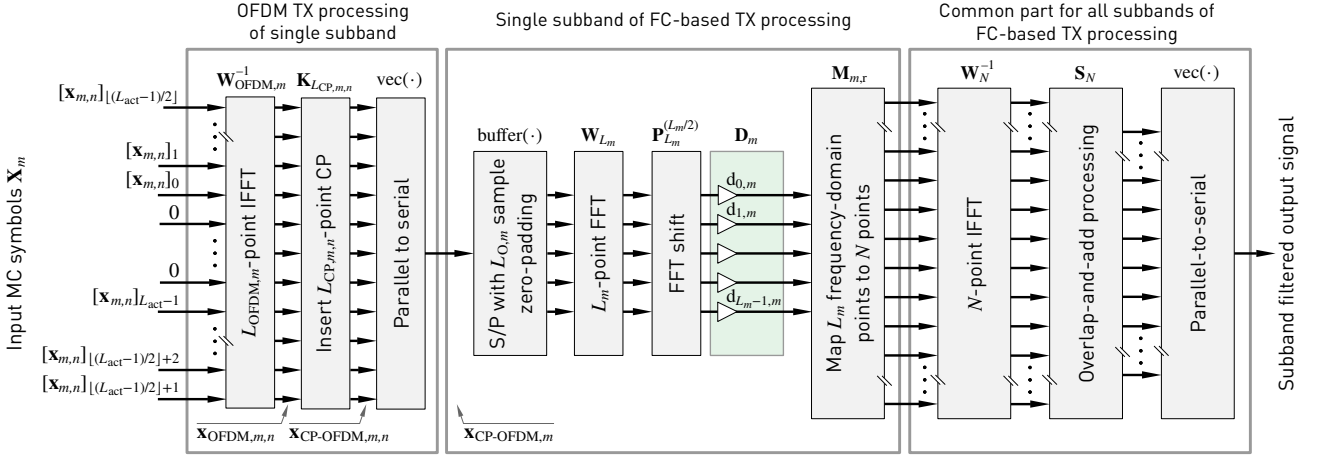 OFDM TX processing
of single subband
Single subband of FC-based TX processing
Common part for all subbands of
FC-based TX processing
Input MC symbols X_m
[x_{m,n}]_{⌊(L_act−1)/2⌋}
[x_{m,n}]_1
[x_{m,n}]_0
0
0
[x_{m,n}]_{L_act−1}
[x_{m,n}]_{⌊(L_act−1)/2⌋+2}
[x_{m,n}]_{⌊(L_act−1)/2⌋+1}
W^{−1}_{OFDM,m}
L_{OFDM,m}-point IFFT
K_{L_{CP,m,n}}
Insert L_{CP,m,n}-point CP
vec(·)
Parallel to serial
x_{OFDM,m,n}
x_{CP-OFDM,m,n}
buffer(·)
S/P with L_{O,m} sample
zero-padding
x_{CP-OFDM,m}
W_{L_m}
L_m-point FFT
P^{(L_m/2)}_{L_m}
FFT shift
D_m
d_{0,m}
d_{1,m}
d_{L_m−1,m}
M_{m,r}
Map L_m frequency-domain
points to N points
W^{−1}_N
N-point IFFT
S_N
Overlap-and-add processing
vec(·)
Parallel-to-serial
Subband filtered output signal